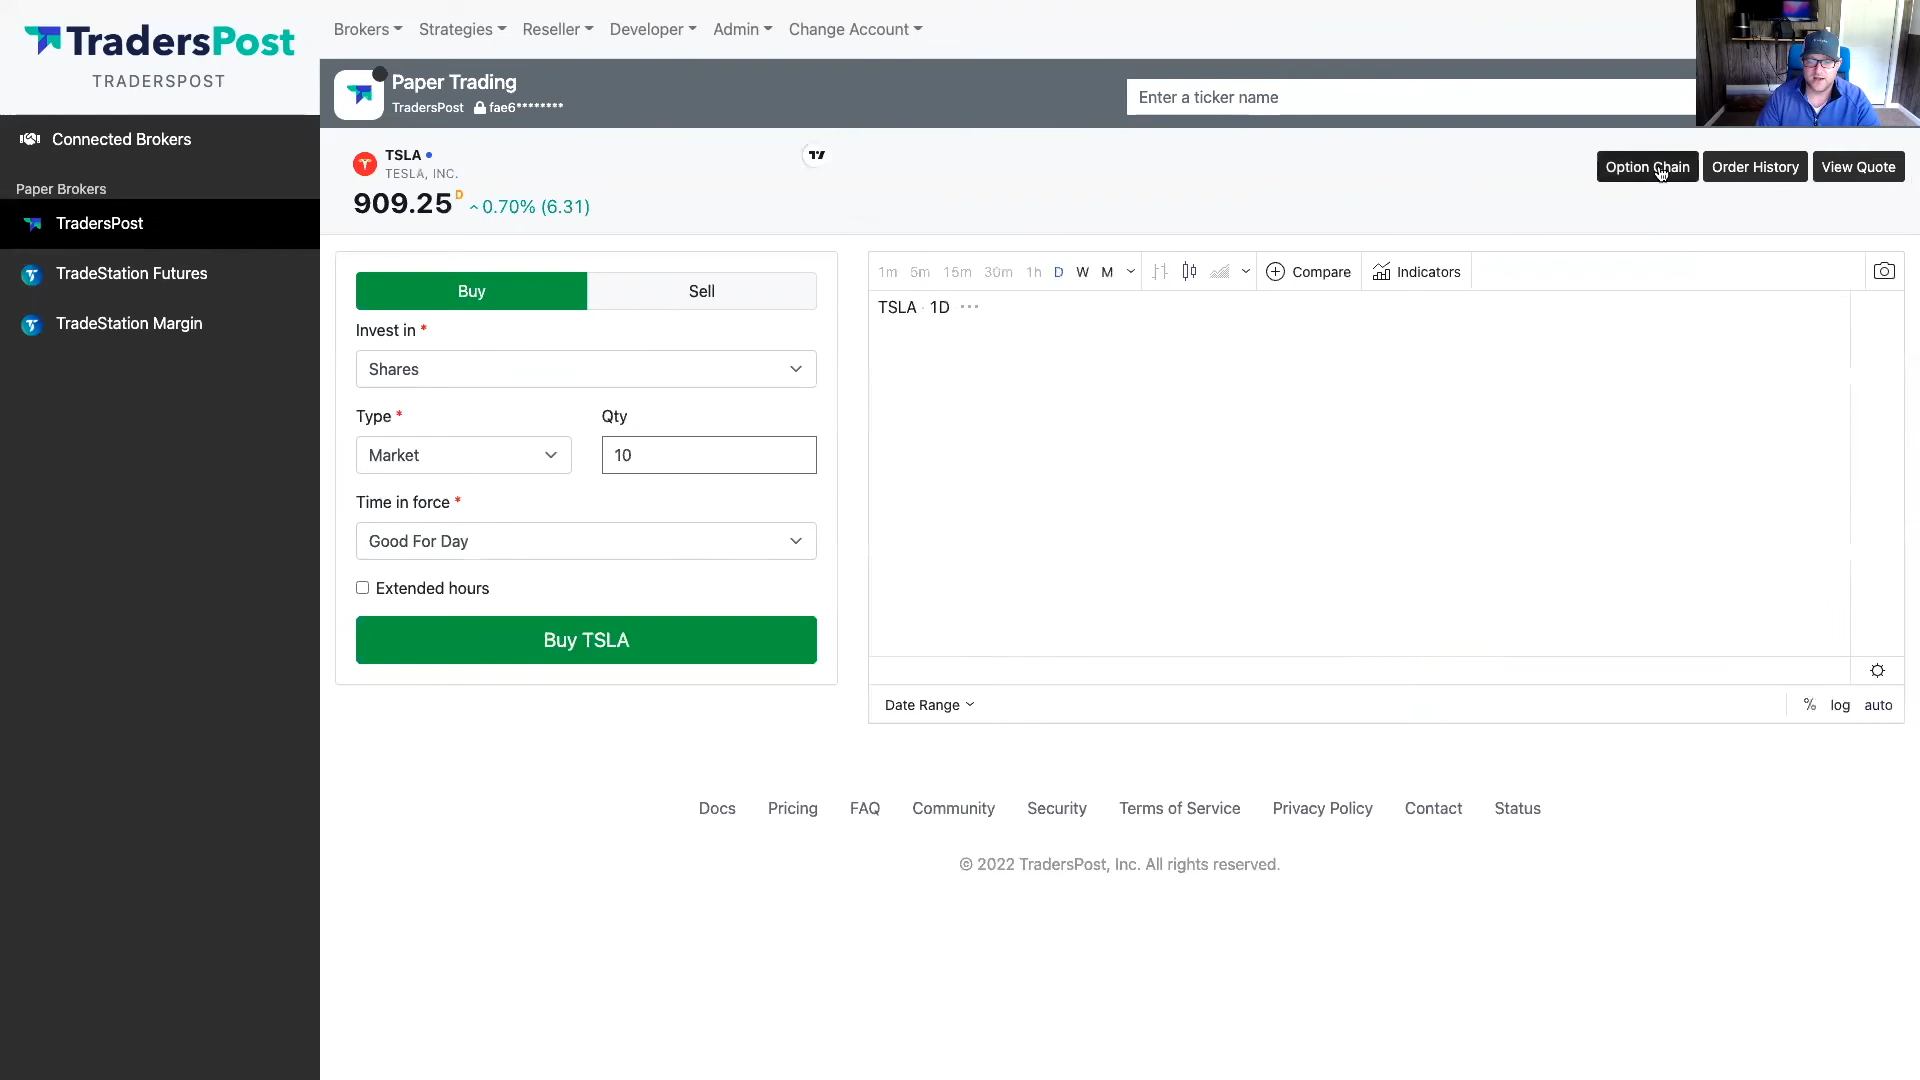 TradersPost
TRADERSPOST
Brokers
Strategies
Reseller
Developer
Admin
Change Account
Connected Brokers
Paper Brokers
TradersPost
TradeStation Futures
TradeStation Margin
Paper Trading
TradersPost fae6********
Enter a ticker name
TSLA
TESLA, INC.
909.25 D 0.70% (6.31)
Option Chain
Order History
View Quote
Buy
Sell
Invest in *
Shares
Type *
Qty
Market
10
Time in force *
Good For Day
Extended hours
Buy TSLA
1m 5m 15m 30m 1h D W M
Compare
Indicators
TSLA · 1D ···
Date Range
% log auto
Docs
Pricing
FAQ
Community
Security
Terms of Service
Privacy Policy
Contact
Status
© 2022 TradersPost, Inc. All rights reserved.